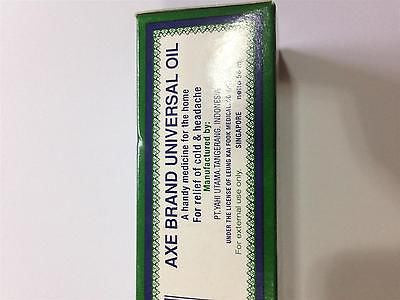 AXE BRAND UNIVERSAL OIL
A handy medicine for the home
For relief of cold & headache
Manufactured by:
PT.YAHI UTAMA.TANGERANG. INDONESIA
UNDER THE LICENSE OF LEUNG KAI FOOK MEDICAL
SINGAPORE
For external use only.